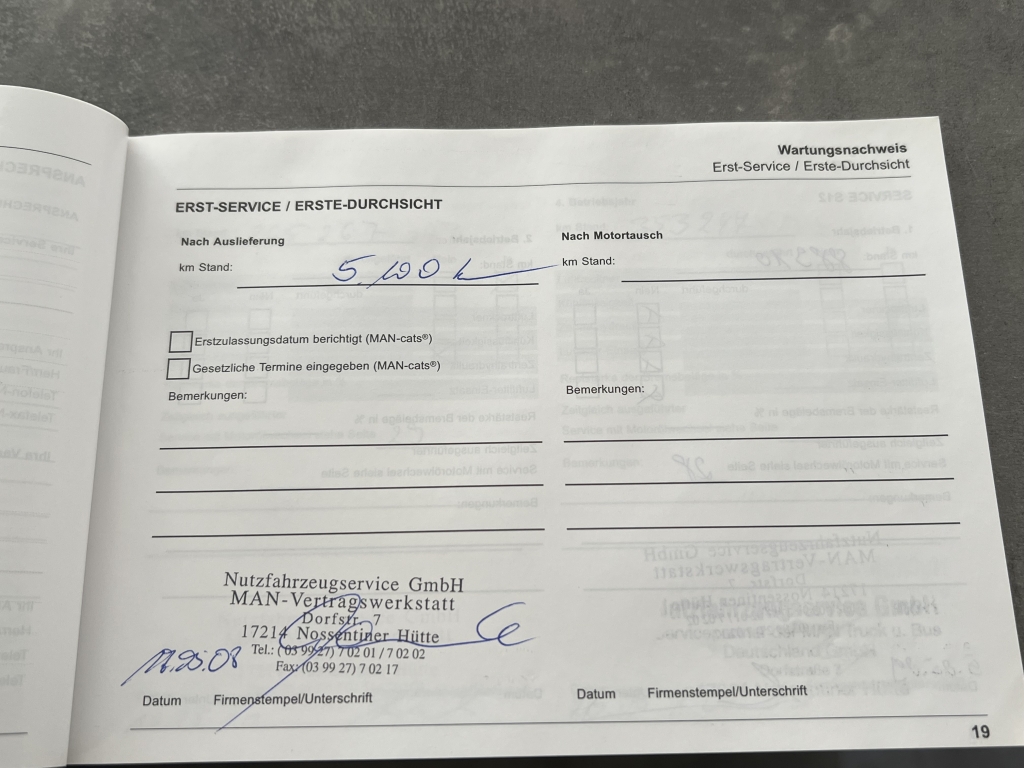 Wartungsnachweis
Erst-Service / Erste-Durchsicht
ERST-SERVICE / ERSTE-DURCHSICHT
Nach Auslieferung
km Stand: 5.100 k
Erstzulassungsdatum berichtigt (MAN-cats®)
Gesetzliche Termine eingegeben (MAN-cats®)
Bemerkungen:
Nutzfahrzeugservice GmbH
MAN-Vertragswerkstatt
Dorfstr. 7
17214 Nossentiner Hütte
Tel.: (03 99 27) 7 02 01 / 7 02 02
Fax: (03 99 27) 7 02 17
Datum Firmenstempel/Unterschrift
Nach Motortausch
km Stand:
Bemerkungen:
Datum Firmenstempel/Unterschrift
19